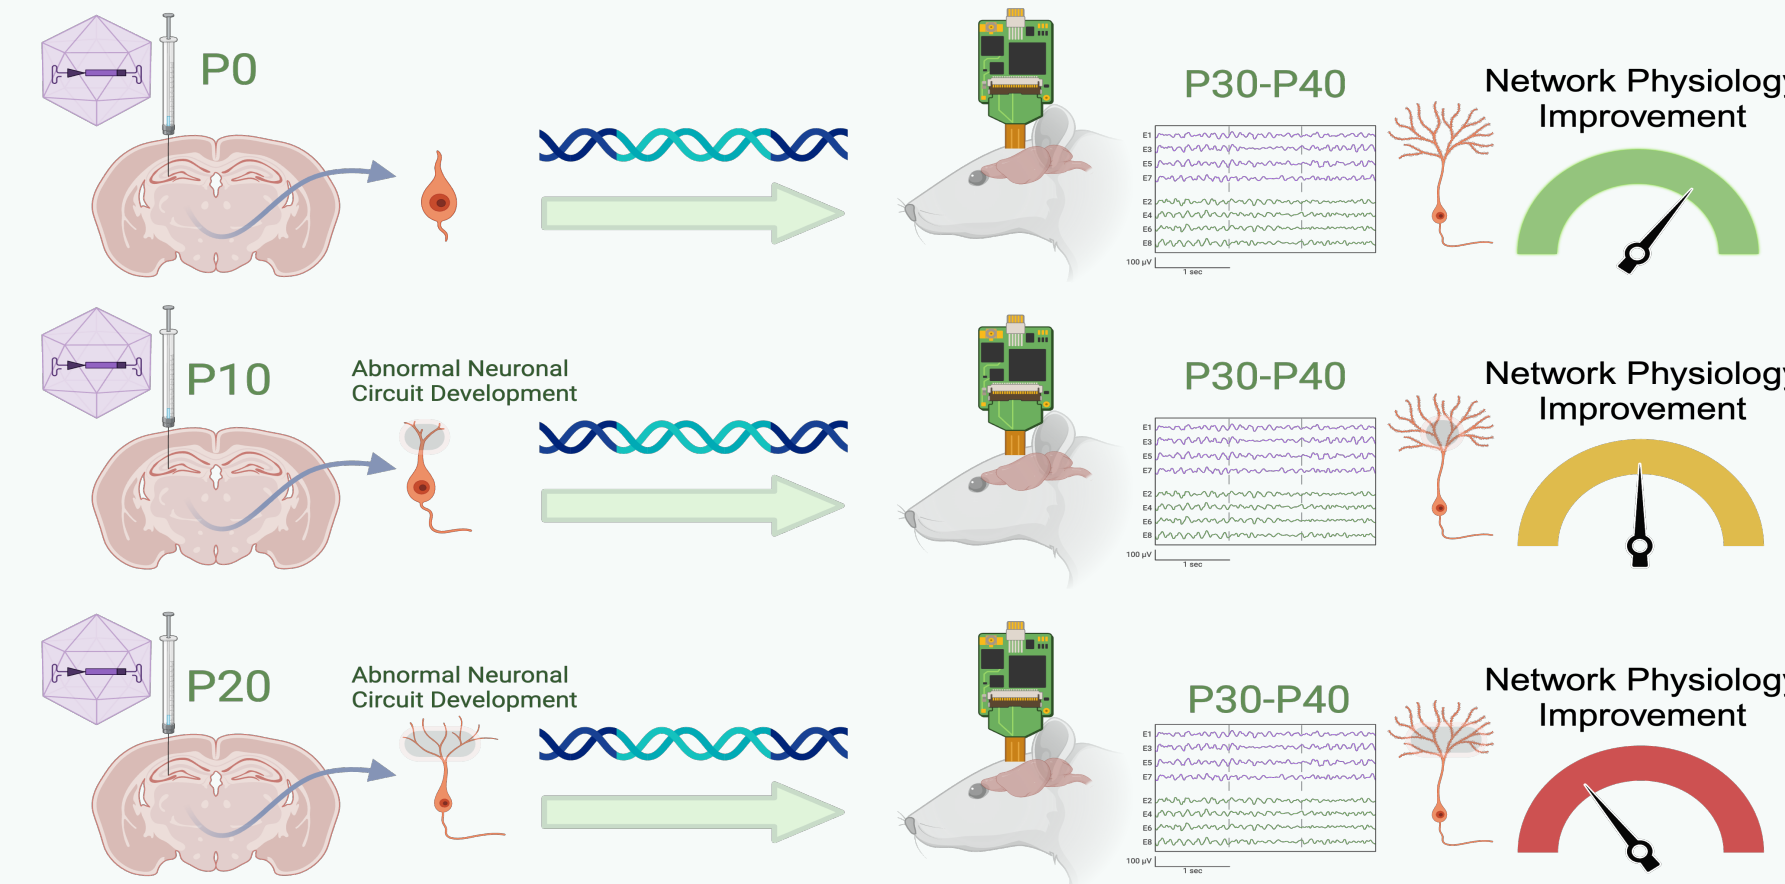 P0
P30-P40
Network Physiology
Improvement
E1
E3
E5
E7
E2
E4
E6
E8
100 µV
1 sec
P10
Abnormal Neuronal
Circuit Development
P30-P40
Network Physiology
Improvement
E1
E3
E5
E7
E2
E4
E6
E8
100 µV
1 sec
P20
Abnormal Neuronal
Circuit Development
P30-P40
Network Physiology
Improvement
E1
E3
E5
E7
E2
E4
E6
E8
100 µV
1 sec